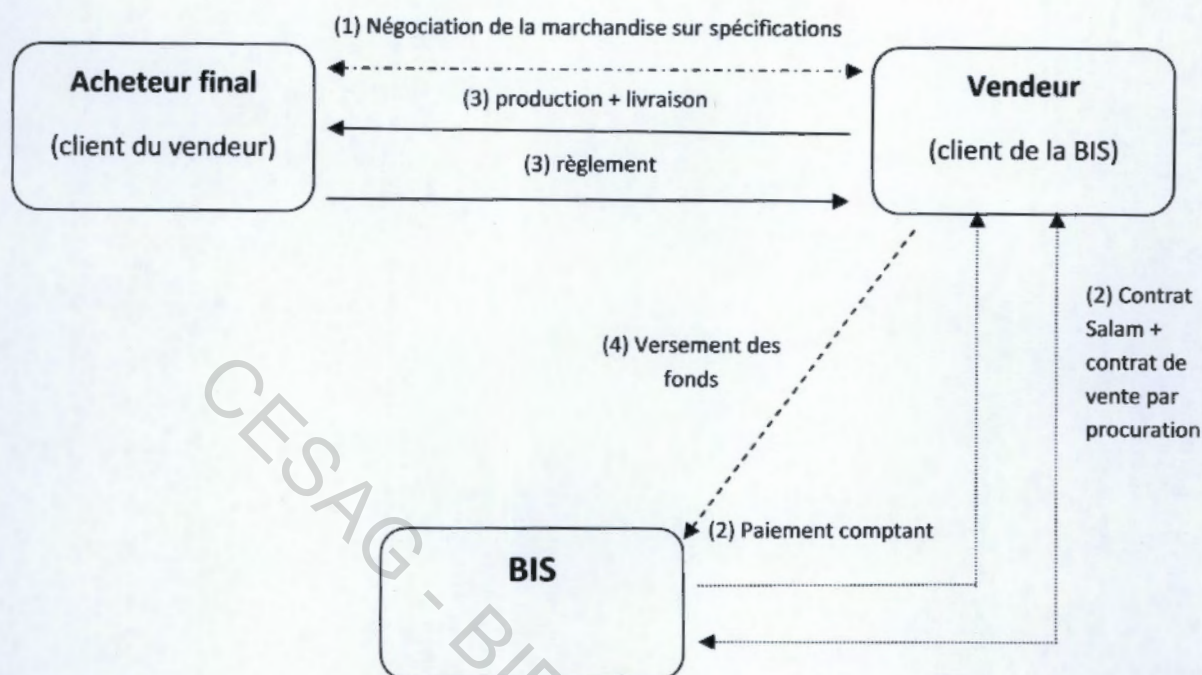 (1) Négociation de la marchandise sur spécifications
Acheteur final
(client du vendeur)
Vendeur
(client de la BIS)
(3) production + livraison
(3) règlement
(2) Contrat
Salam +
contrat de
vente par
procuration
(4) Versement des
fonds
(2) Paiement comptant
BIS
CESAG - BIB